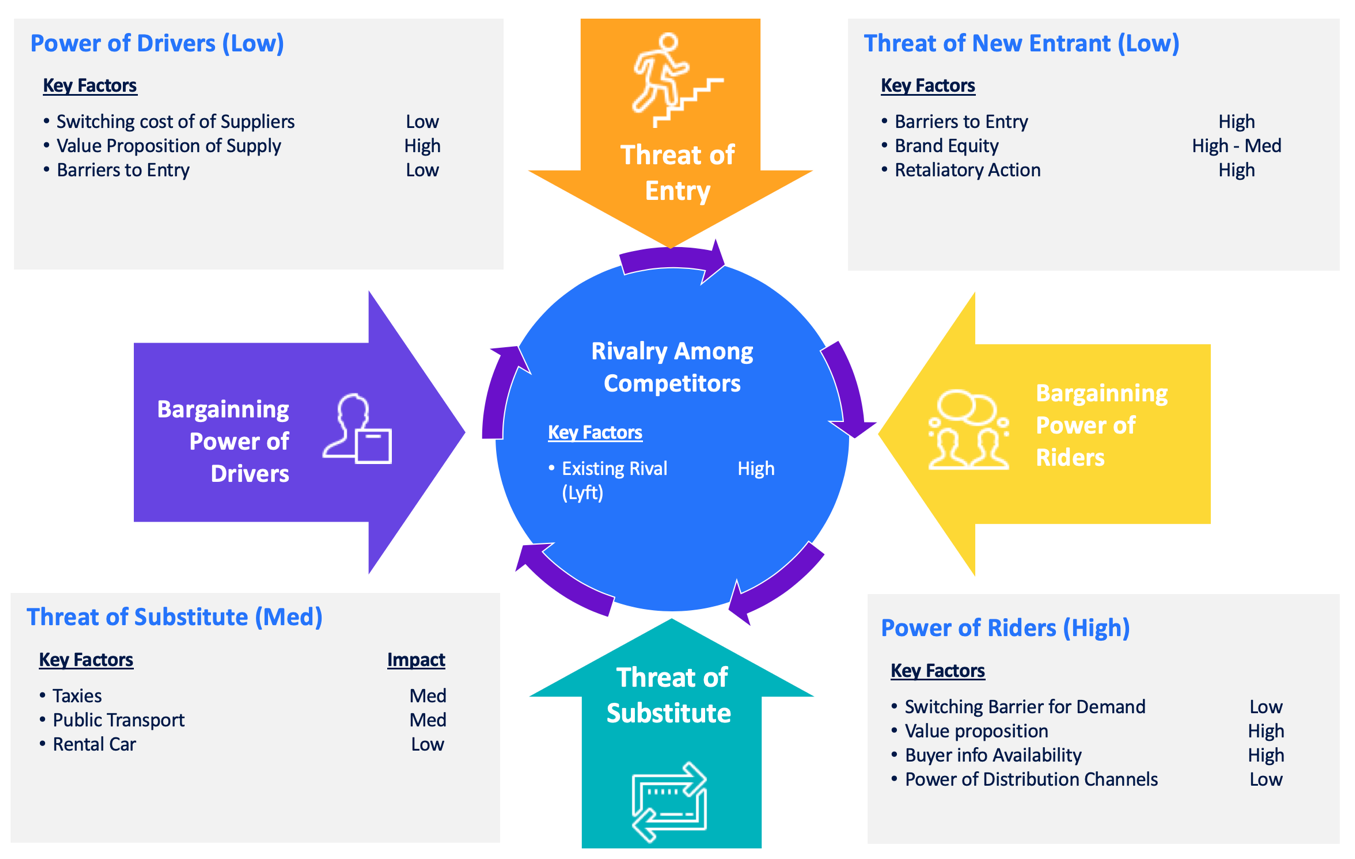 Power of Drivers (Low)
Key Factors
• Switching cost of of Suppliers Low
• Value Proposition of Supply High
• Barriers to Entry Low
Threat of
Entry
Threat of New Entrant (Low)
Key Factors
• Barriers to Entry High
• Brand Equity High - Med
• Retaliatory Action High
Bargainning
Power of
Drivers
Rivalry Among
Competitors
Key Factors
• Existing Rival High
(Lyft)
Bargainning
Power of
Riders
Threat of Substitute (Med)
Key Factors Impact
• Taxies Med
• Public Transport Med
• Rental Car Low
Threat of
Substitute
Power of Riders (High)
Key Factors
• Switching Barrier for Demand Low
• Value proposition High
• Buyer info Availability High
• Power of Distribution Channels Low